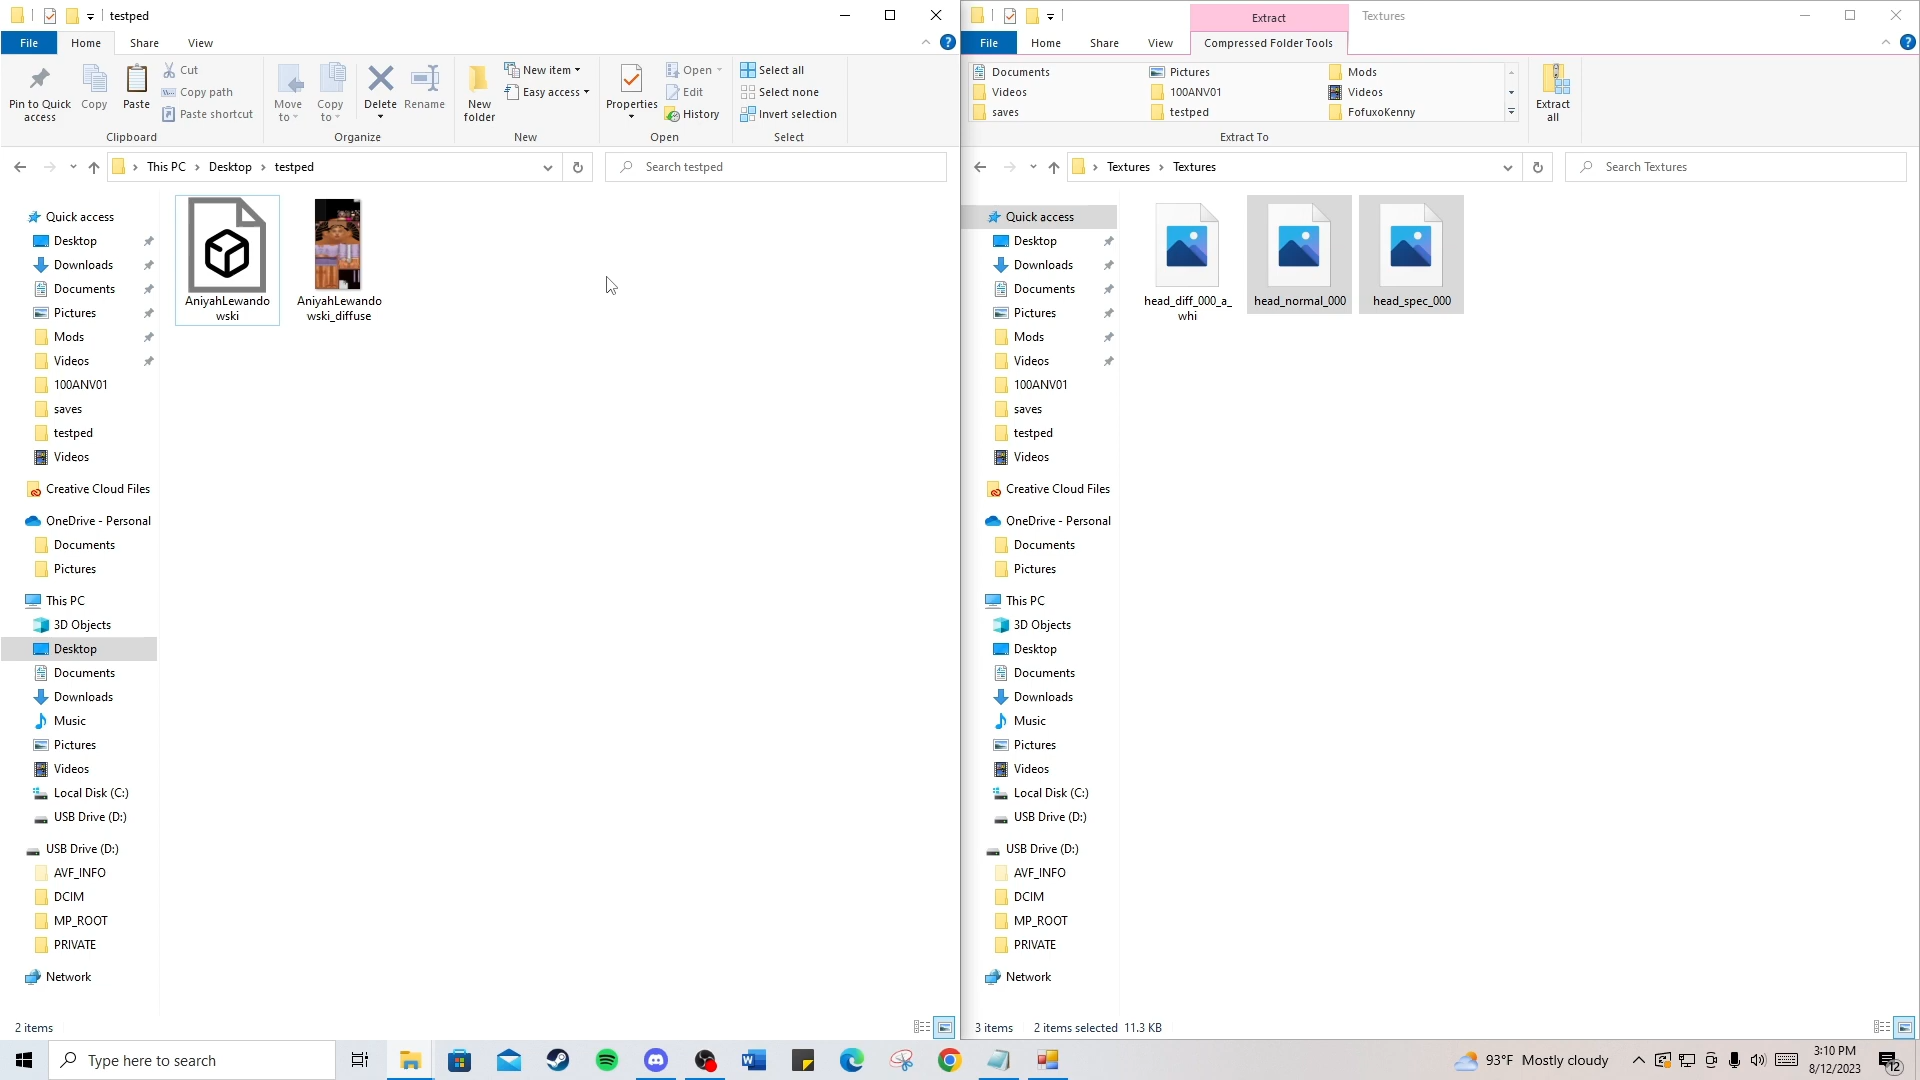 testped
File
Home
Share
View
Pin to Quick
access
Copy
Paste
Cut
Copy path
Paste shortcut
Clipboard
Move
to
Copy
to
Delete
Rename
Organize
New
folder
New item
Easy access
New
Properties
Open
Edit
History
Open
Select all
Select none
Invert selection
Select
This PC
Desktop
testped
Search testped
Quick access
Desktop
Downloads
Documents
Pictures
Mods
Videos
100ANV01
saves
testped
Videos
Creative Cloud Files
OneDrive - Personal
Documents
Pictures
This PC
3D Objects
Desktop
Documents
Downloads
Music
Pictures
Videos
Local Disk (C:)
USB Drive (D:)
USB Drive (D:)
AVF_INFO
DCIM
MP_ROOT
PRIVATE
Network
AniyahLewando
wski
AniyahLewando
wski_diffuse
2 items
Extract
Textures
File
Home
Share
View
Compressed Folder Tools
Documents
Pictures
Mods
Videos
100ANV01
Videos
saves
testped
FofuxoKenny
Extract To
Extract
all
Textures
Textures
Search Textures
Quick access
Desktop
Downloads
Documents
Pictures
Mods
Videos
100ANV01
saves
testped
Videos
Creative Cloud Files
OneDrive - Personal
Documents
Pictures
This PC
3D Objects
Desktop
Documents
Downloads
Music
Pictures
Videos
Local Disk (C:)
USB Drive (D:)
USB Drive (D:)
AVF_INFO
DCIM
MP_ROOT
PRIVATE
Network
head_diff_000_a_
whi
head_normal_000
head_spec_000
3 items
2 items selected 11.3 KB
Type here to search
93°F Mostly cloudy
3:10 PM
8/12/2023
12